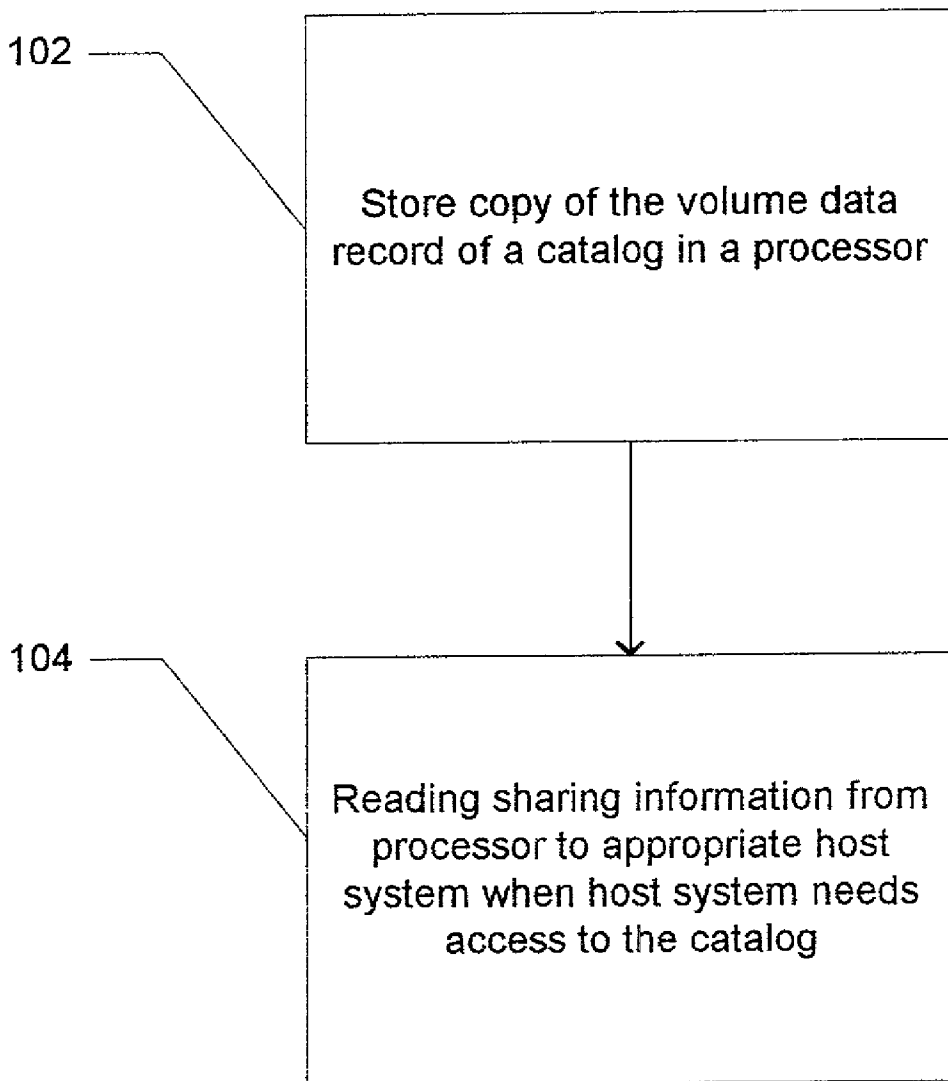 102
Store copy of the volume data
record of a catalog in a processor
104
Reading sharing information from
processor to appropriate host
system when host system needs
access to the catalog